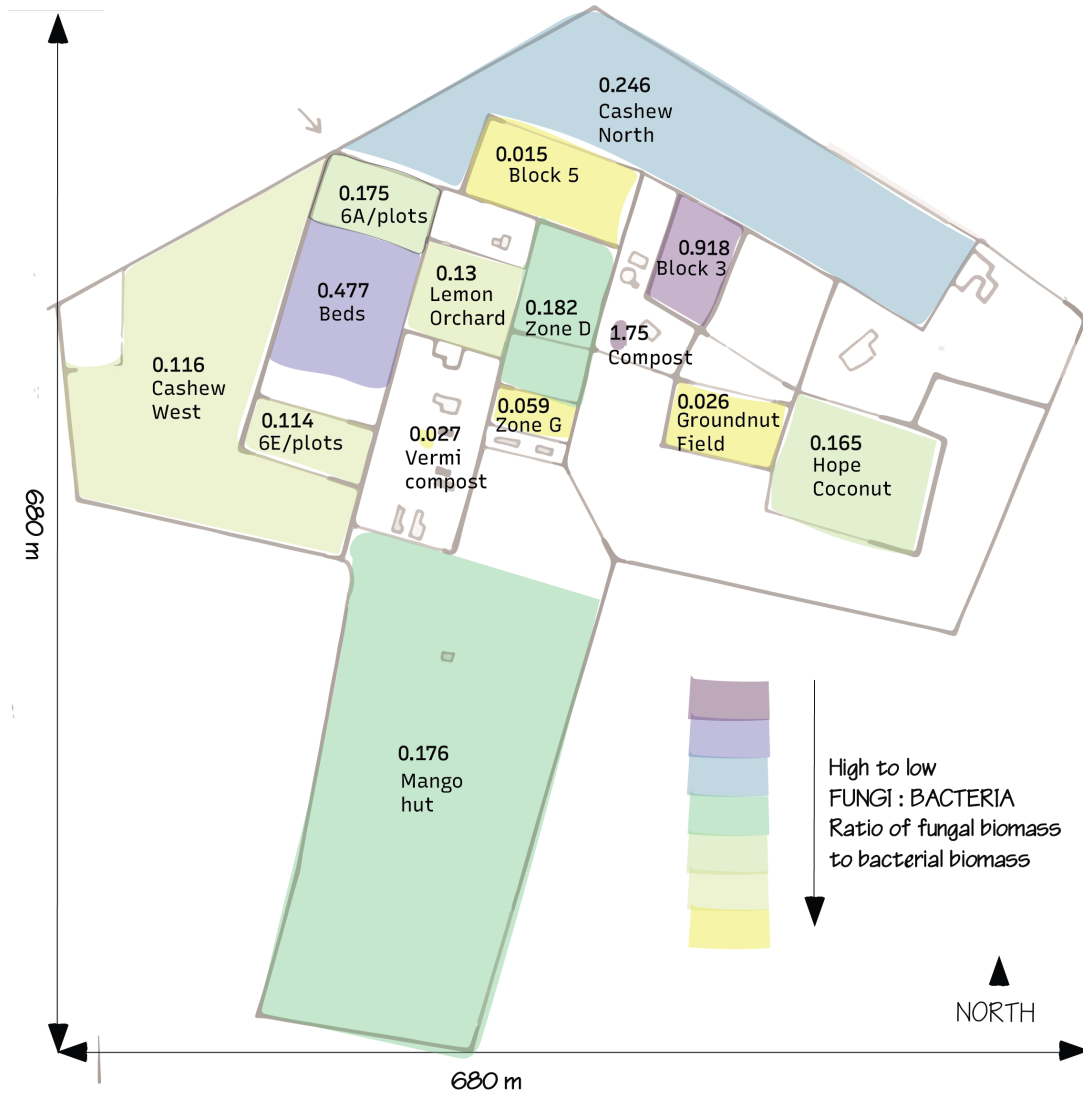 0.246
Cashew
North
0.015
Block 5
0.175
6A/plots
0.918
Block 3
0.477
Beds
0.13
Lemon
Orchard
0.182
Zone D
1.75
Compost
0.116
Cashew
West
0.114
6E/plots
0.059
Zone G
0.026
Groundnut
Field
0.027
Vermi
compost
0.165
Hope
Coconut
680 m
0.176
Mango
hut
High to low
FUNGI : BACTERIA
Ratio of fungal biomass
to bacterial biomass
NORTH
680 m